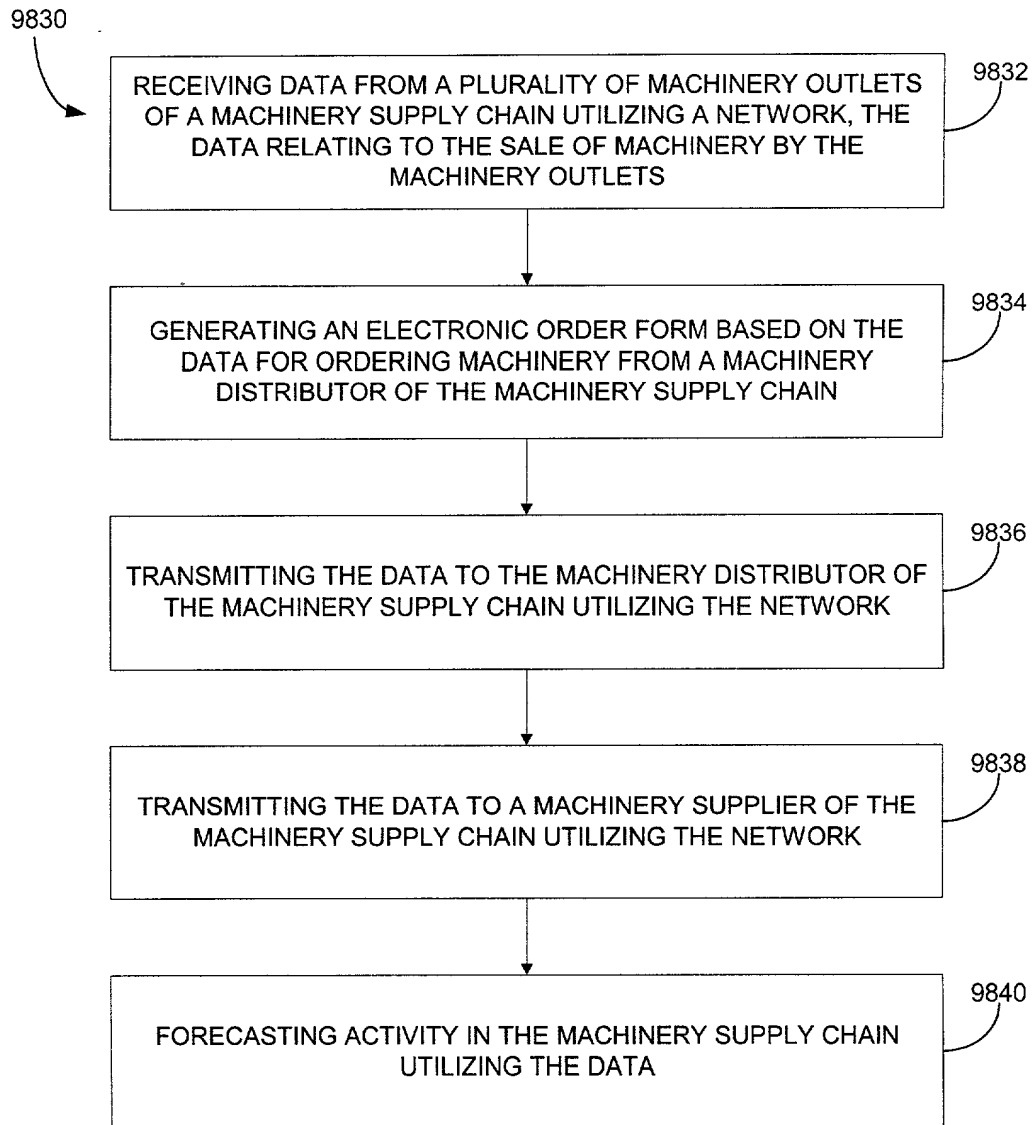 9830
RECEIVING DATA FROM A PLURALITY OF MACHINERY OUTLETS
OF A MACHINERY SUPPLY CHAIN UTILIZING A NETWORK, THE
DATA RELATING TO THE SALE OF MACHINERY BY THE
MACHINERY OUTLETS
9832
GENERATING AN ELECTRONIC ORDER FORM BASED ON THE
DATA FOR ORDERING MACHINERY FROM A MACHINERY
DISTRIBUTOR OF THE MACHINERY SUPPLY CHAIN
9834
TRANSMITTING THE DATA TO THE MACHINERY DISTRIBUTOR OF
THE MACHINERY SUPPLY CHAIN UTILIZING THE NETWORK
9836
TRANSMITTING THE DATA TO A MACHINERY SUPPLIER OF THE
MACHINERY SUPPLY CHAIN UTILIZING THE NETWORK
9838
FORECASTING ACTIVITY IN THE MACHINERY SUPPLY CHAIN
UTILIZING THE DATA
9840